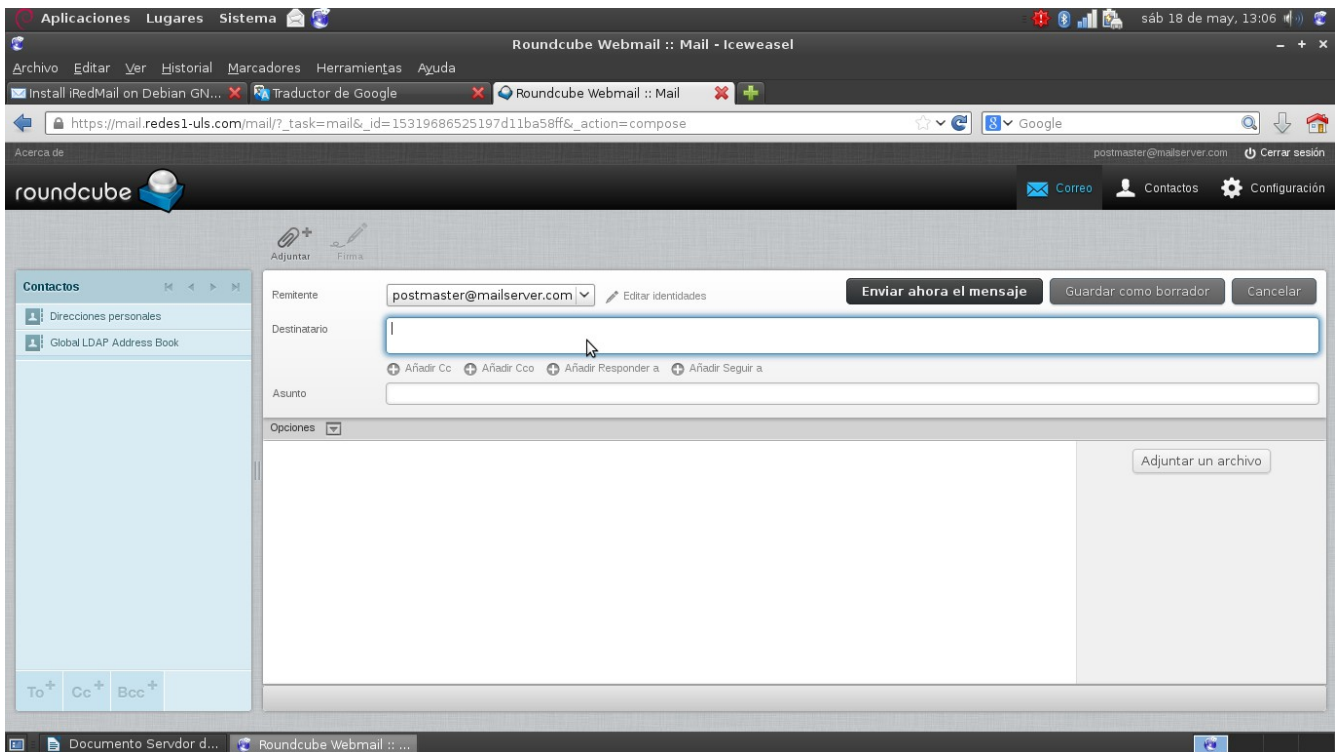 Aplicaciones Lugares Sistema
sáb 18 de may, 13:06
Roundcube Webmail :: Mail - Iceweasel
Archivo Editar Ver Historial Marcadores Herramientas Ayuda
Install iRedMail on Debian GN... Traductor de Google Roundcube Webmail :: Mail
https://mail.redes1-uls.com/mail/?_task=mail&_id=15319686525197d11ba58ff&_action=compose
Google
Acerca de
postmaster@mailserver.com Cerrar sesión
roundcube
Correo Contactos Configuración
Adjuntar Firma
Contactos
Direcciones personales
Global LDAP Address Book
Remitente postmaster@mailserver.com Editar identidades
Enviar ahora el mensaje Guardar como borrador Cancelar
Destinatario
Añadir Cc Añadir Cco Añadir Responder a Añadir Seguir a
Asunto
Opciones
Adjuntar un archivo
To+ Cc+ Bcc+
Documento Servdor d... Roundcube Webmail :: ...